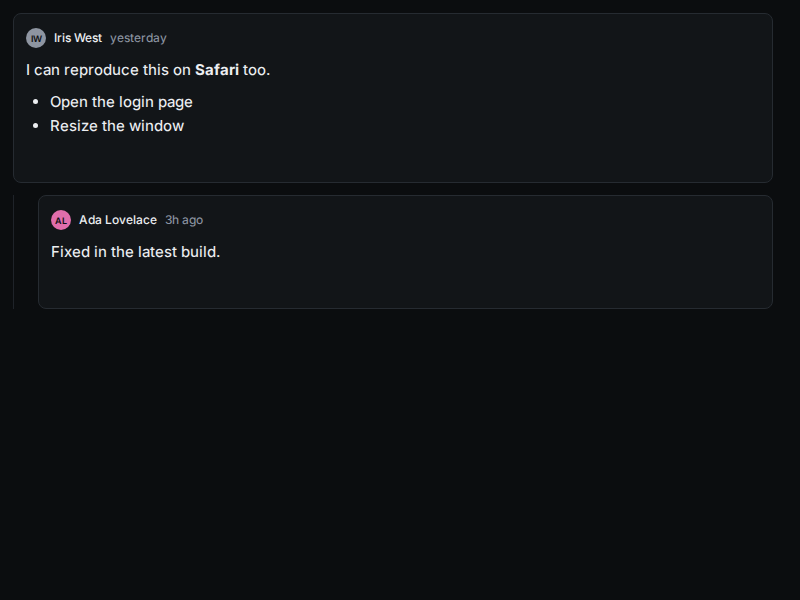 IW Iris West yesterday
I can reproduce this on Safari too.
• Open the login page
• Resize the window
AL Ada Lovelace 3h ago
Fixed in the latest build.